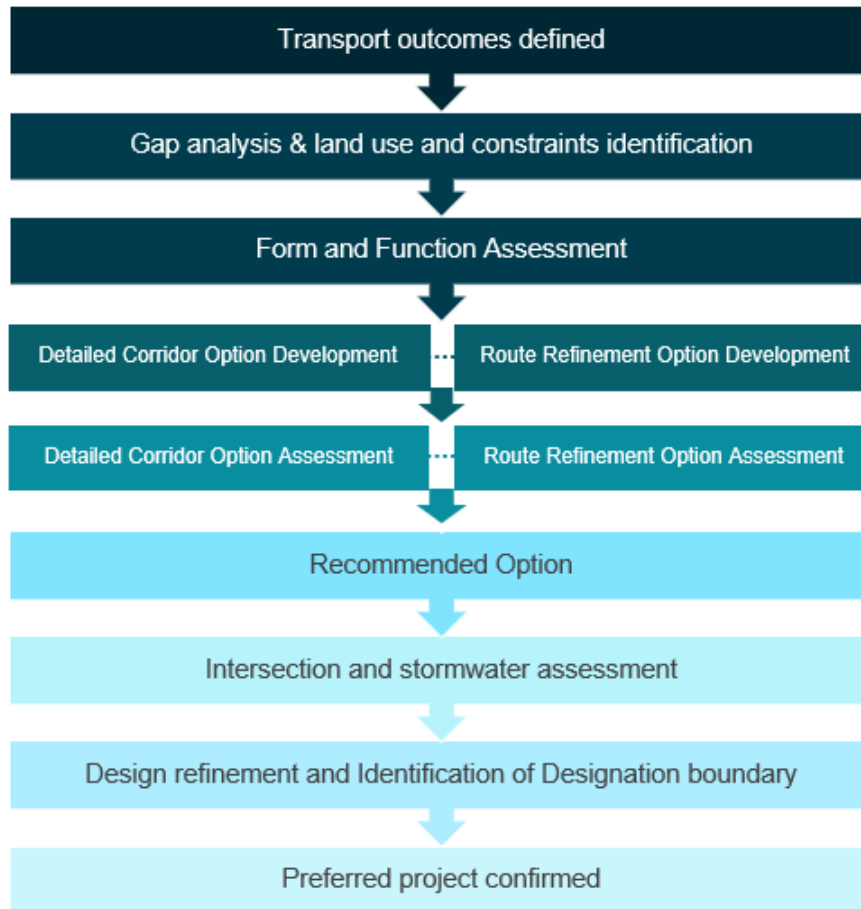 Transport outcomes defined
Gap analysis & land use and constraints identification
Form and Function Assessment
Detailed Corridor Option Development
Route Refinement Option Development
Detailed Corridor Option Assessment
Route Refinement Option Assessment
Recommended Option
Intersection and stormwater assessment
Design refinement and Identification of Designation boundary
Preferred project confirmed